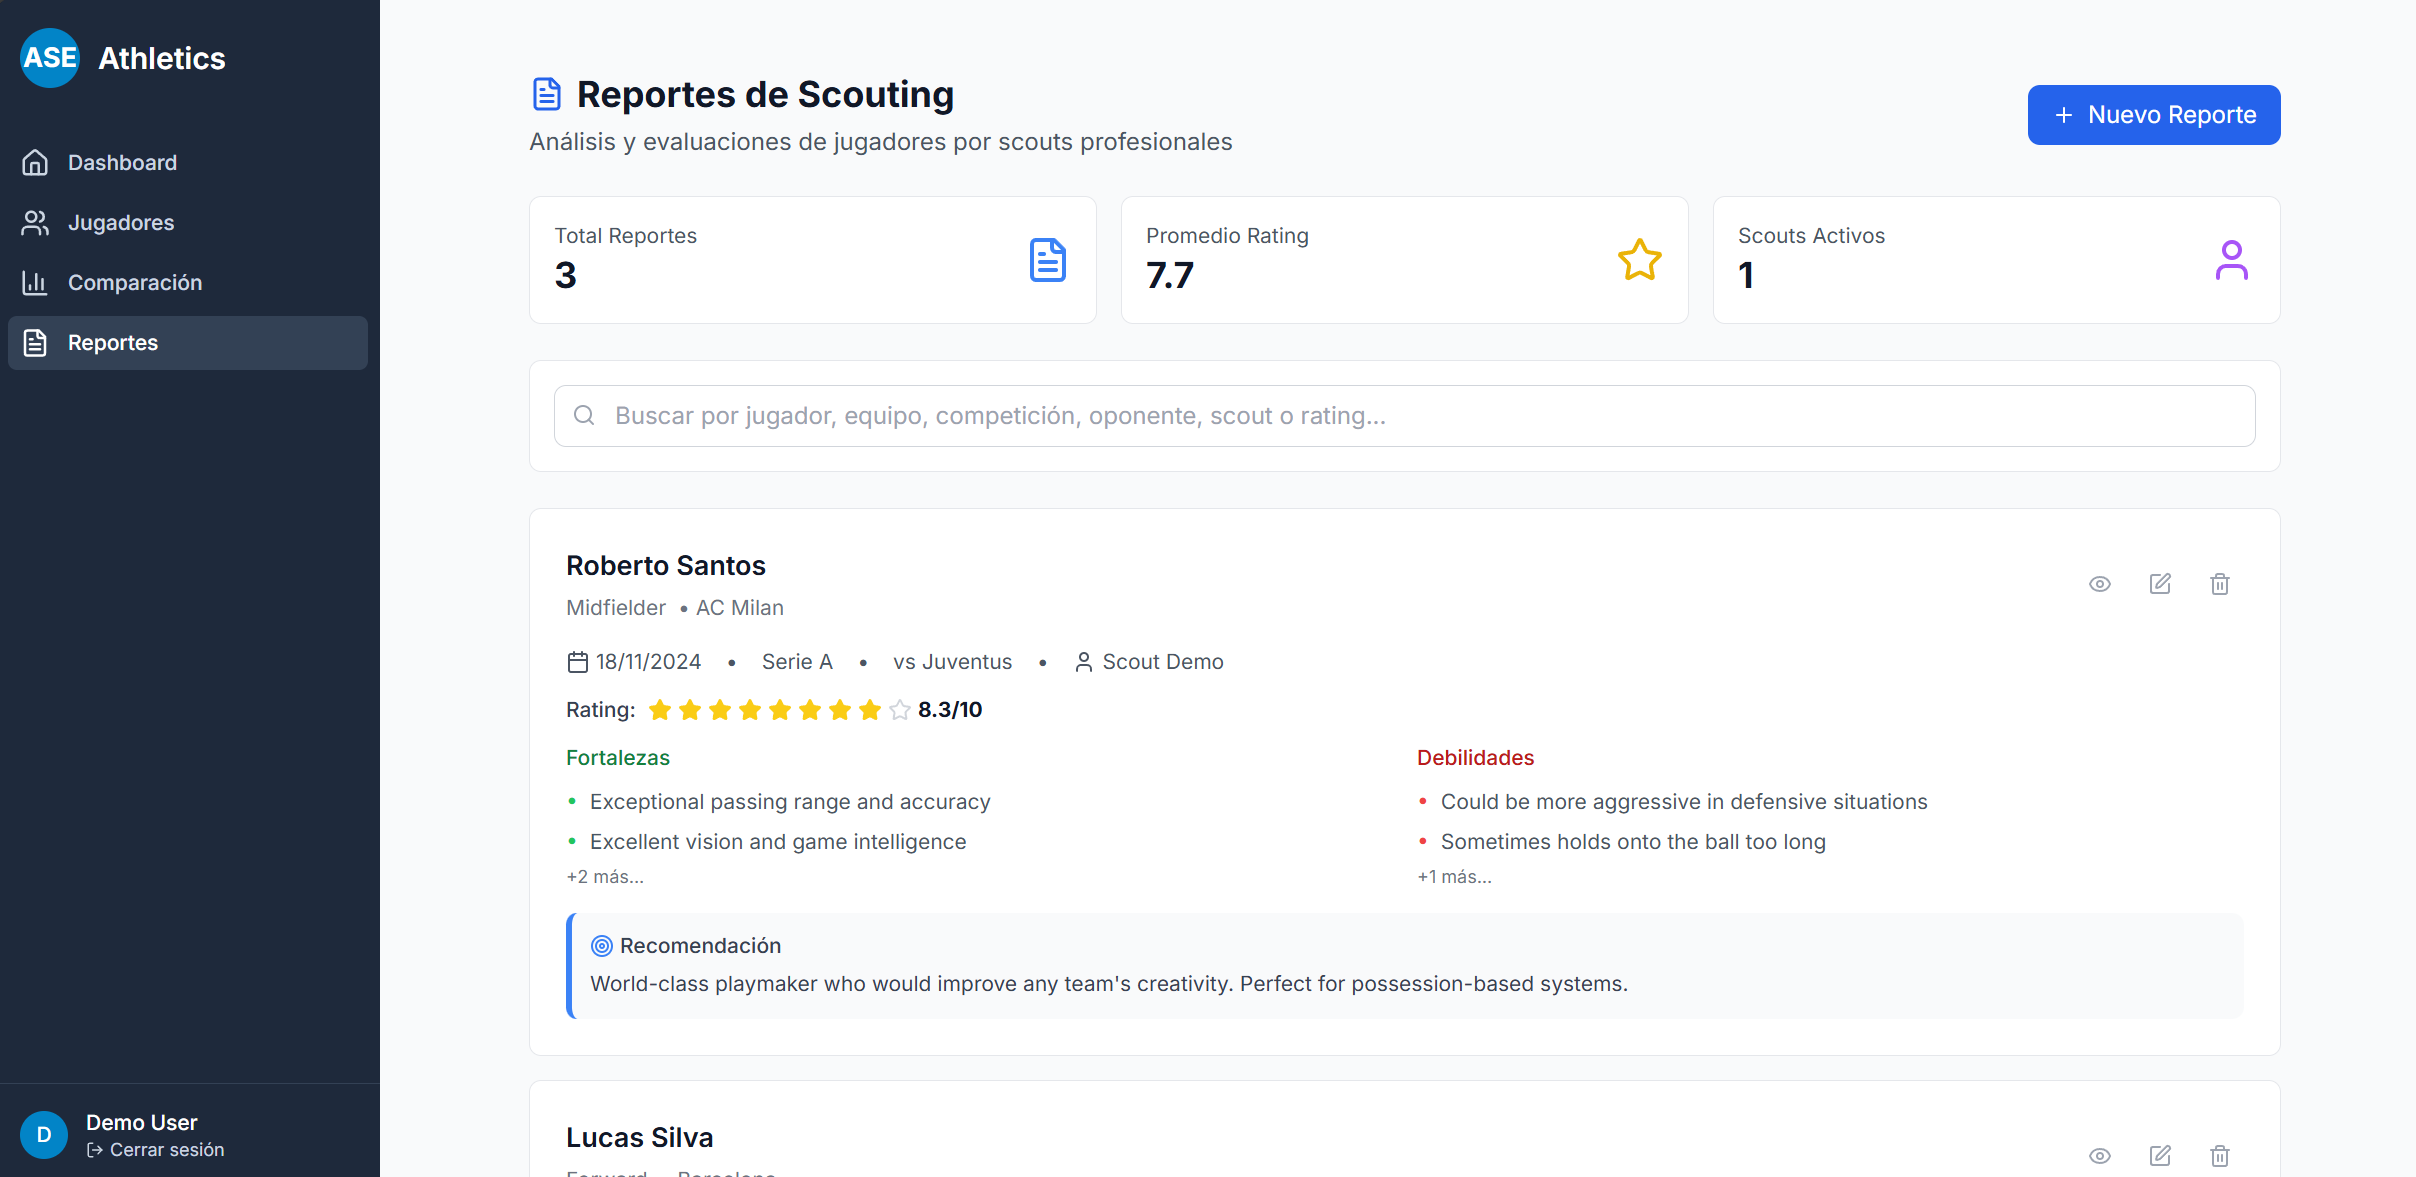 ASE Athletics
Dashboard
Jugadores
Comparación
Reportes
Demo User
D
Cerrar sesión
Reportes de Scouting
Análisis y evaluaciones de jugadores por scouts profesionales
+ Nuevo Reporte
Total Reportes
3
Promedio Rating
7.7
Scouts Activos
1
Buscar por jugador, equipo, competición, oponente, scout o rating...
Roberto Santos
Midfielder • AC Milan
18/11/2024 • Serie A • vs Juventus • Scout Demo
Rating: 8.3/10
Fortalezas
• Exceptional passing range and accuracy
• Excellent vision and game intelligence
+2 más...
Debilidades
• Could be more aggressive in defensive situations
• Sometimes holds onto the ball too long
+1 más...
Recomendación
World-class playmaker who would improve any team's creativity. Perfect for possession-based systems.
Lucas Silva
Forward • Barcelona